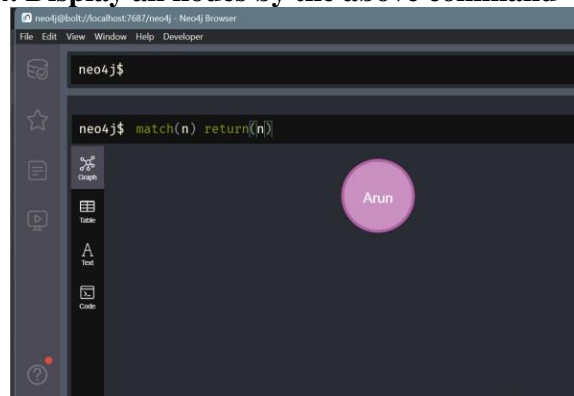 . Display all nodes by the above command
neo4j@bolt://localhost:7687/neo4j - Neo4j Browser
File Edit View Window Help Developer
neo4j$
neo4j$ match(n) return(n)
Graph
Arun
Table
A
Text
Code